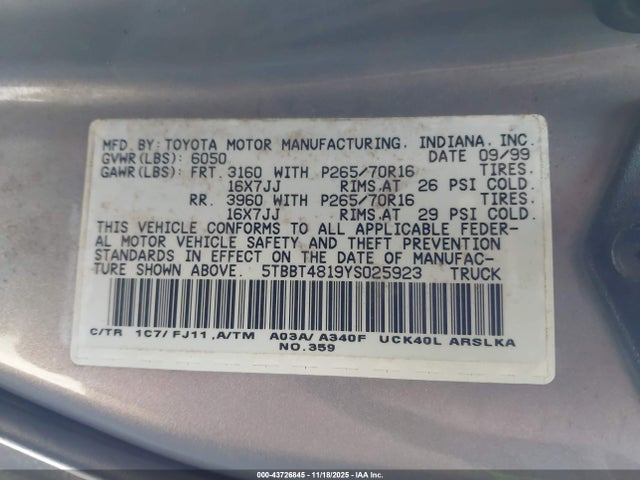 MFD. BY: TOYOTA MOTOR MANUFACTURING, INDIANA, INC.
GVWR(LBS): 6050 DATE 09/99
GAWR(LBS): FRT. 3160 WITH P265/70R16 TIRES.
16X7JJ RIMS.AT 26 PSI COLD.
RR. 3960 WITH P265/70R16 TIRES.
16X7JJ RIMS.AT 29 PSI COLD.
THIS VEHICLE CONFORMS TO ALL APPLICABLE FEDER-
AL MOTOR VEHICLE SAFETY AND THEFT PREVENTION
STANDARDS IN EFFECT ON THE DATE OF MANUFAC-
TURE SHOWN ABOVE. 5TBBT4819YS025923 TRUCK
C/TR 1C7/ FJ11 ,A/TM A03A/ A340F UCK40L ARSLKA
NO.359
000-43726845 - 11/18/2025 - IAA Inc.